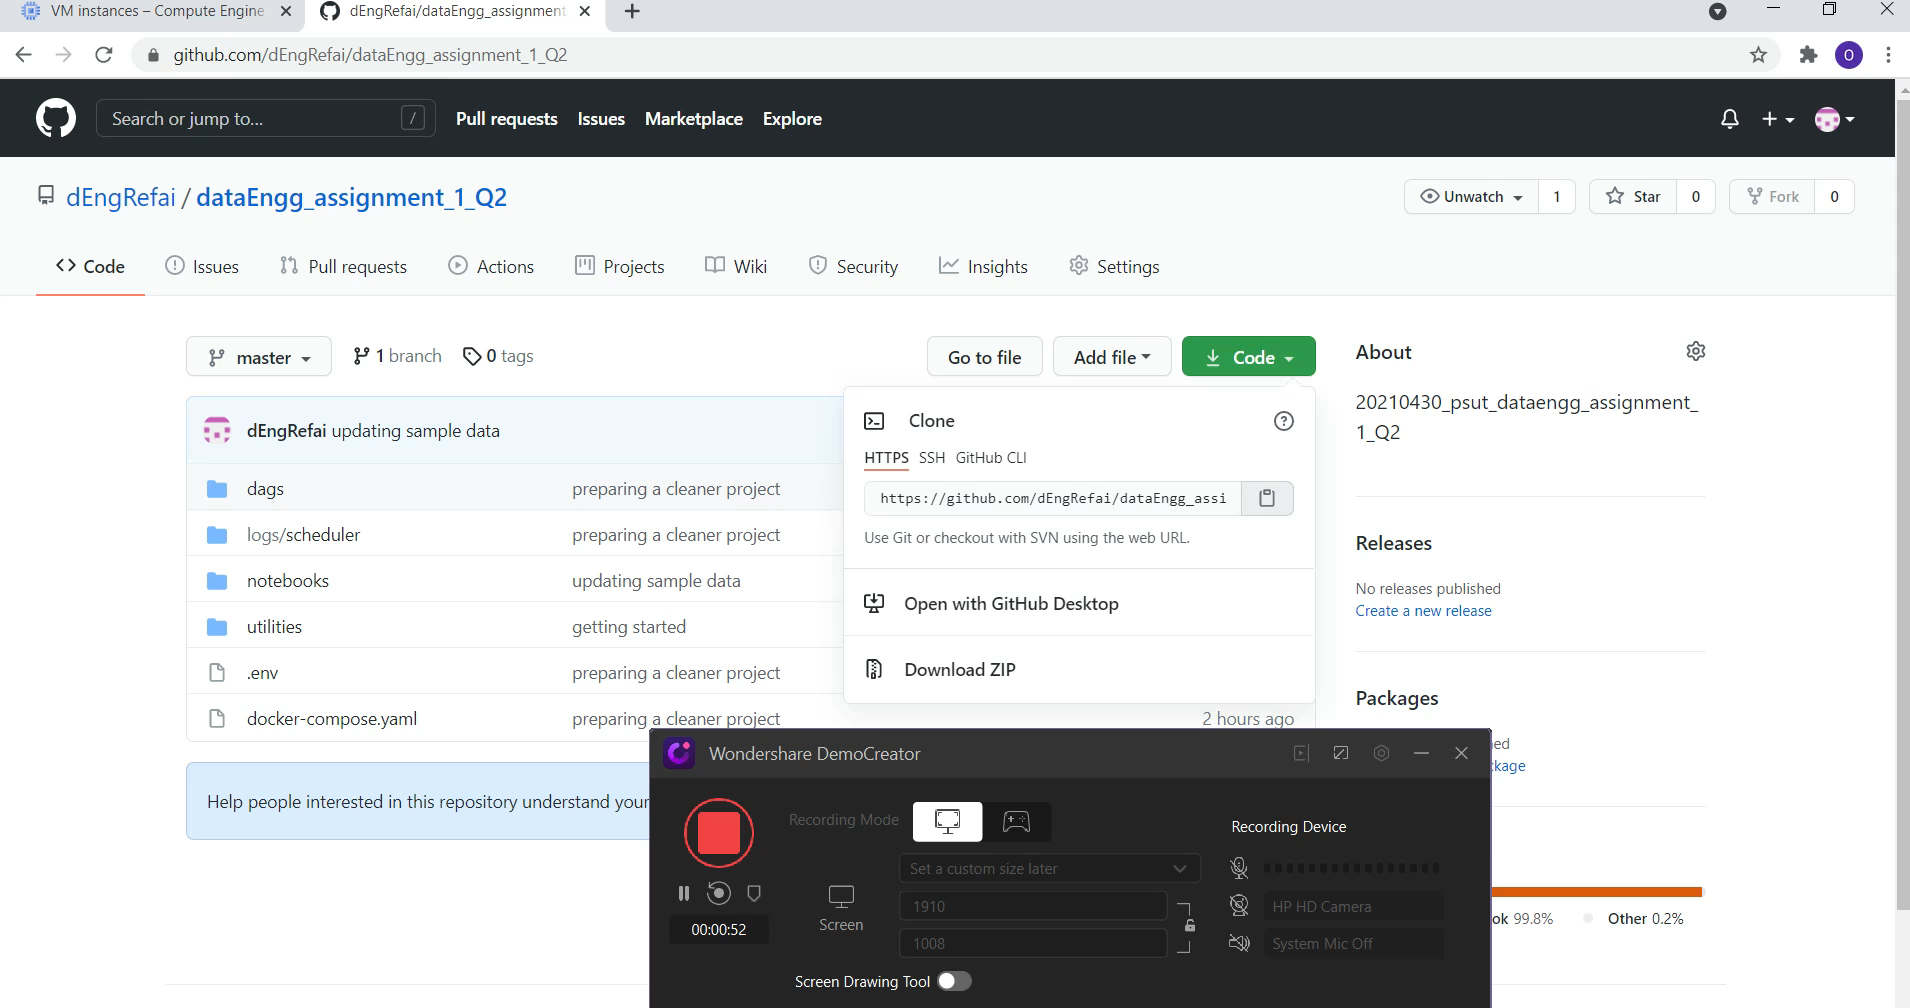 VM instances – Compute Engine
dEngRefai/dataEngg_assignment
github.com/dEngRefai/dataEngg_assignment_1_Q2
O
Search or jump to...
/
Pull requests
Issues
Marketplace
Explore
dEngRefai / dataEngg_assignment_1_Q2
Unwatch
1
Star
0
Fork
0
Code
Issues
Pull requests
Actions
Projects
Wiki
Security
Insights
Settings
master
1 branch
0 tags
Go to file
Add file
Code
dEngRefai updating sample data
dags
preparing a cleaner project
logs/scheduler
preparing a cleaner project
notebooks
updating sample data
utilities
getting started
.env
preparing a cleaner project
docker-compose.yaml
preparing a cleaner project
2 hours ago
Help people interested in this repository understand your
Clone
HTTPS
SSH
GitHub CLI
https://github.com/dEngRefai/dataEngg_assi
Use Git or checkout with SVN using the web URL.
Open with GitHub Desktop
Download ZIP
About
20210430_psut_dataengg_assignment_
1_Q2
Releases
No releases published
Create a new release
Packages
ed
kage
ok 99.8%
Other 0.2%
Wondershare DemoCreator
Recording Mode
Recording Device
Set a custom size later
1910
1008
Screen
HP HD Camera
System Mic Off
00:00:52
Screen Drawing Tool